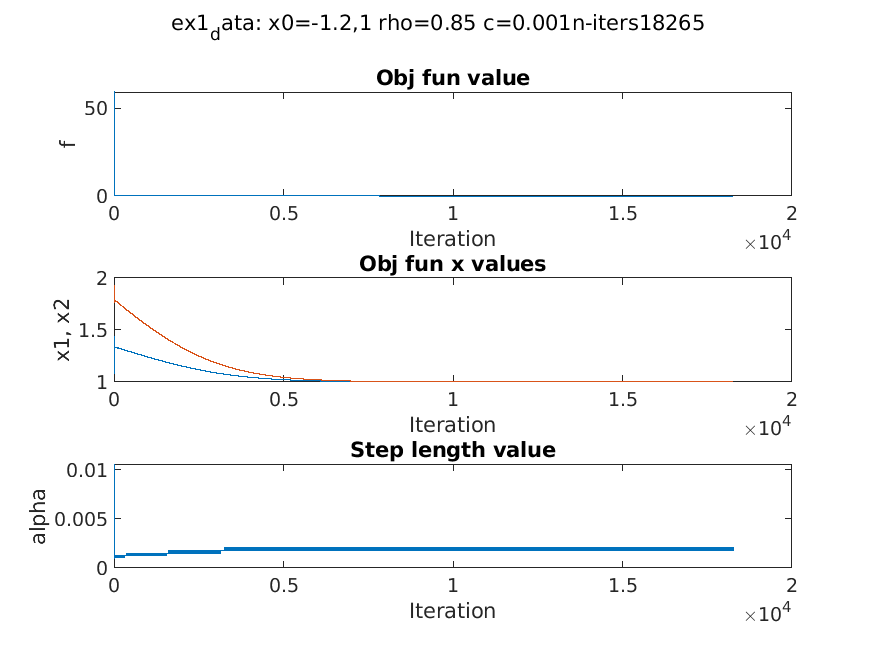 ex1data: x0=-1.2,1 rho=0.85 c=0.001n-iters18265
Obj fun value
50
0
f
0 0.5 1 1.5 2
Iteration
×10^4
Obj fun x values
2
1.5
1
x1, x2
0 0.5 1 1.5 2
Iteration
×10^4
Step length value
0.01
0.005
0
alpha
0 0.5 1 1.5 2
Iteration
×10^4